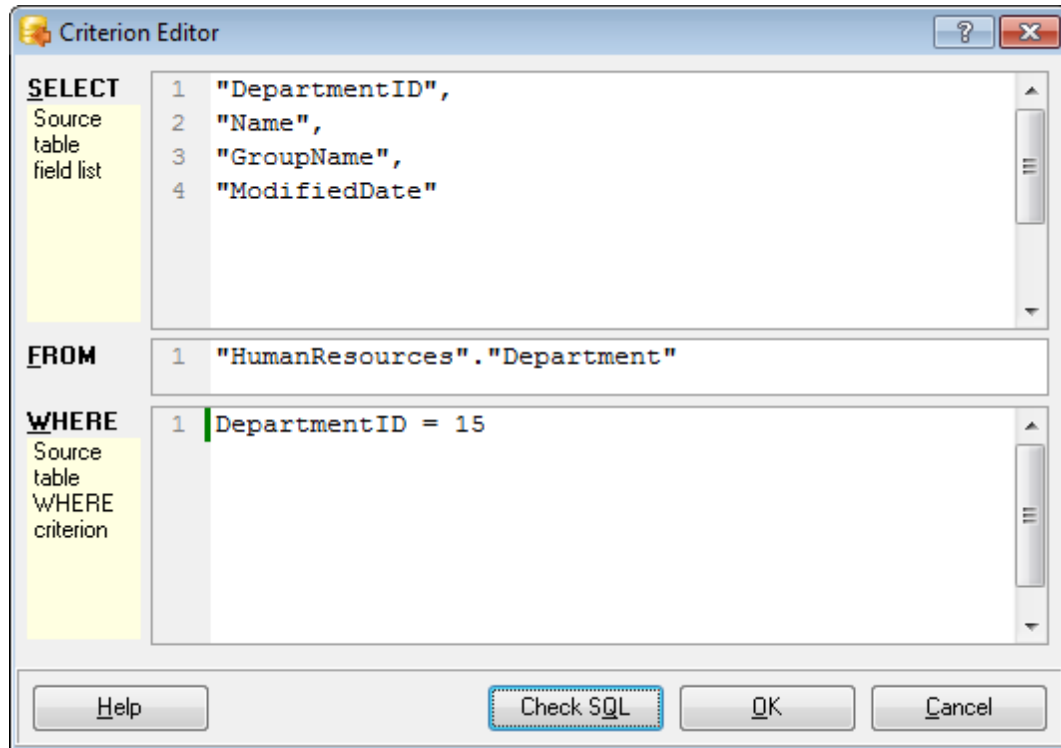 Criterion Editor
SELECT
Source
table
field list
1 "DepartmentID",
2 "Name",
3 "GroupName",
4 "ModifiedDate"
FROM
1 "HumanResources"."Department"
WHERE
Source
table
WHERE
criterion
1 DepartmentID = 15
Help
Check SQL
OK
Cancel